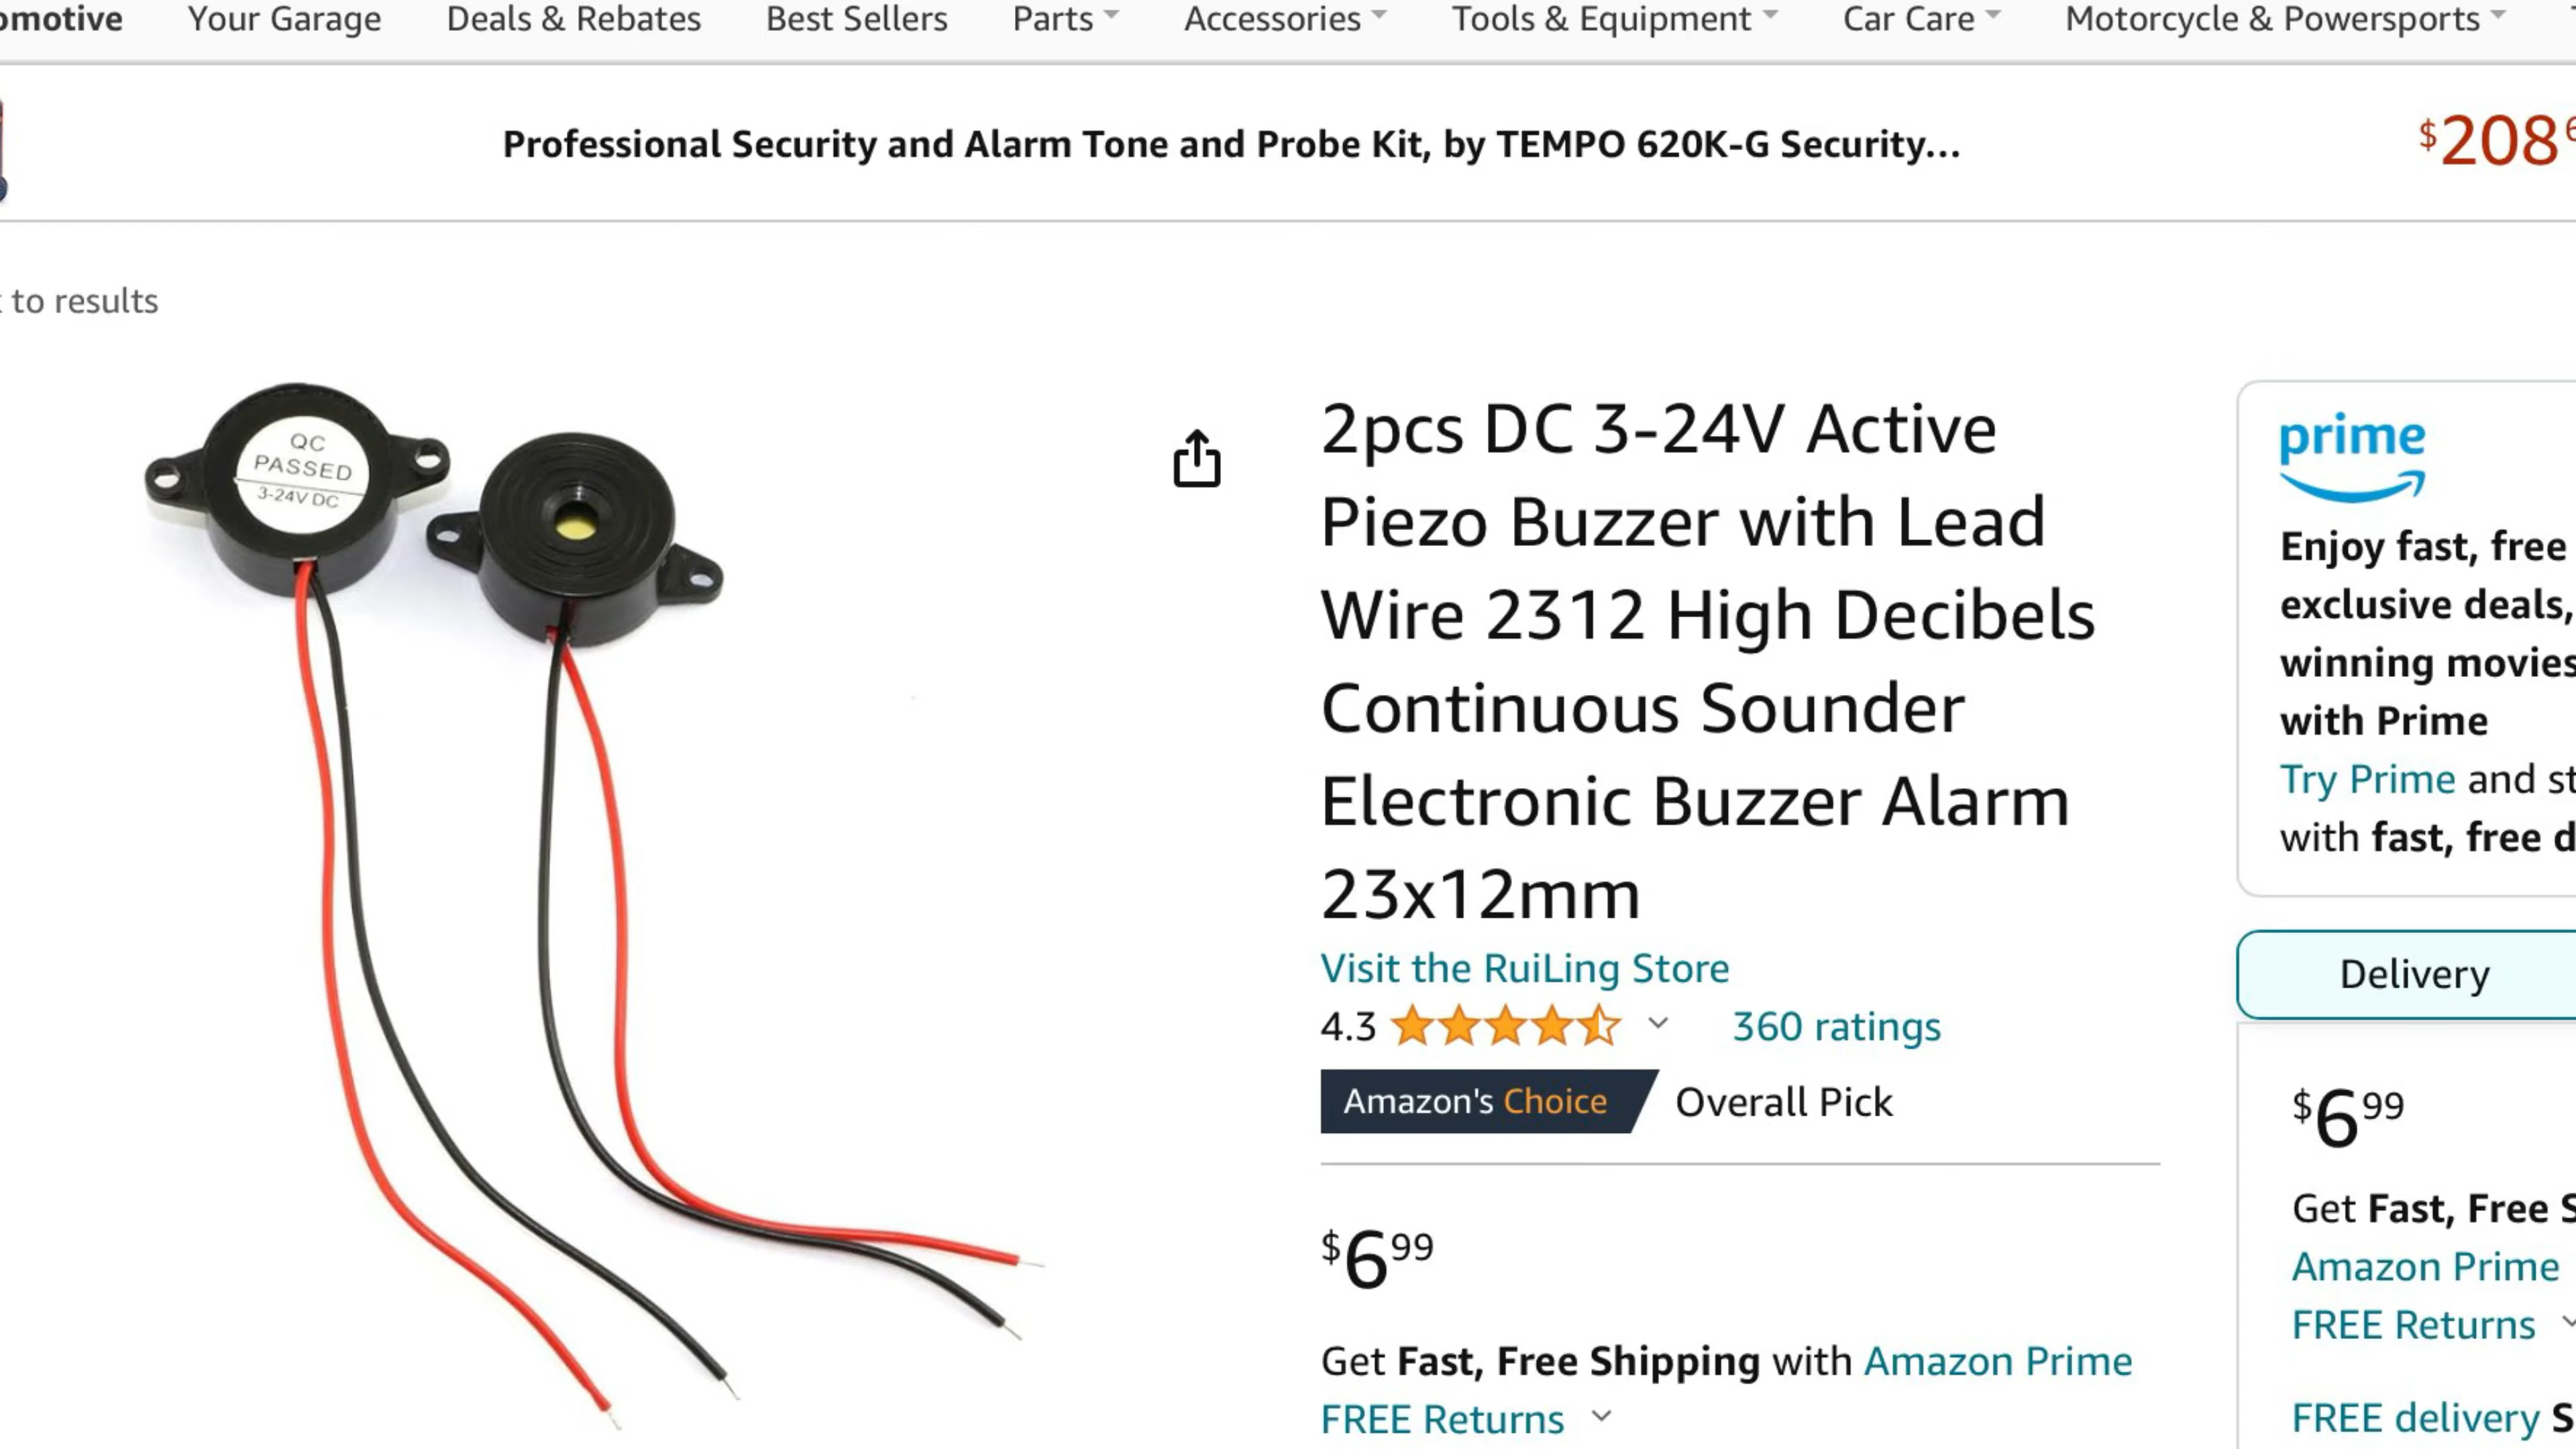 omotive Your Garage Deals & Rebates Best Sellers Parts Accessories Tools & Equipment Car Care Motorcycle & Powersports
Professional Security and Alarm Tone and Probe Kit, by TEMPO 620K-G Security... $208
to results
QC
PASSED
3-24V DC
2pcs DC 3-24V Active
Piezo Buzzer with Lead
Wire 2312 High Decibels
Continuous Sounder
Electronic Buzzer Alarm
23x12mm
Visit the RuiLing Store
4.3 360 ratings
Amazon's Choice Overall Pick
$6 99
Get Fast, Free Shipping with Amazon Prime
FREE Returns
prime
Enjoy fast, free
exclusive deals,
winning movies
with Prime
Try Prime and st
with fast, free d
Delivery
$6 99
Get Fast, Free S
Amazon Prime
FREE Returns
FREE delivery S